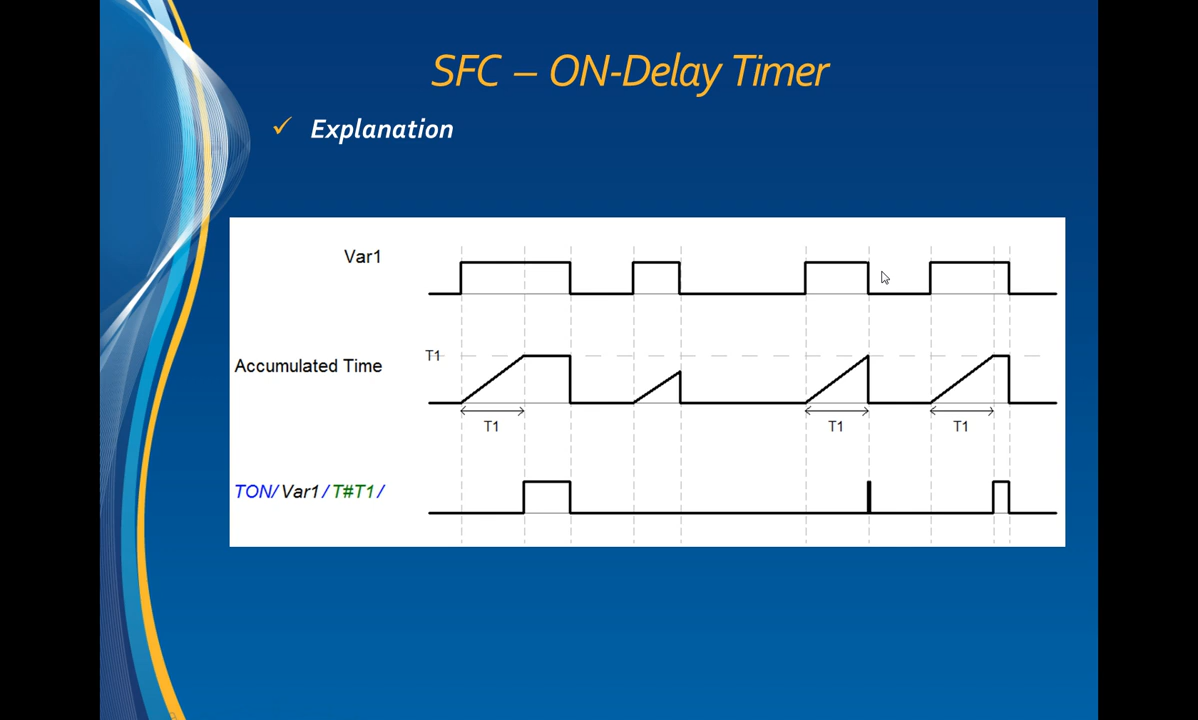 SFC – ON-Delay Timer
✓ Explanation
Var1
T1
Accumulated Time
T1 T1 T1
TON/Var1/T#T1/